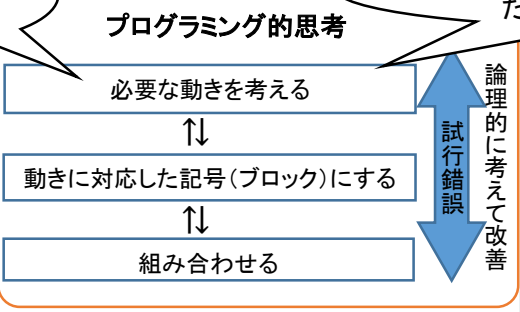 た
プログラミング的思考
必要な動きを考える
⇅
動きに対応した記号(ブロック)にする
⇅
組み合わせる
試行錯誤
論理的に考えて改善